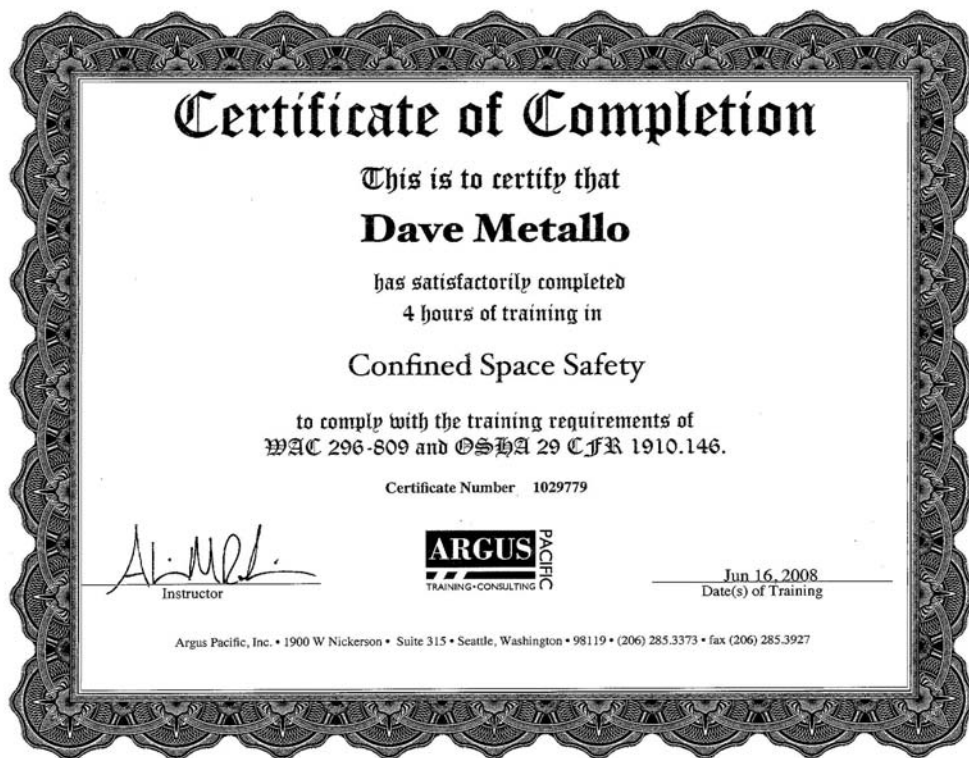 Certificate of Completion
This is to certify that
Dave Metallo
has satisfactorily completed
4 hours of training in
Confined Space Safety
to comply with the training requirements of
WAC 296-809 and OSHA 29 CFR 1910.146.
Certificate Number 1029779
ARGUS
PACIFIC
TRAINING•CONSULTING
Instructor
Jun 16, 2008
Date(s) of Training
Argus Pacific, Inc. • 1900 W Nickerson • Suite 315 • Seattle, Washington • 98119 • (206) 285.3373 • fax (206) 285.3927